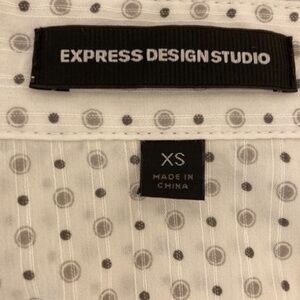 EXPRESS DESIGN STUDIO
XS
MADE IN
CHINA